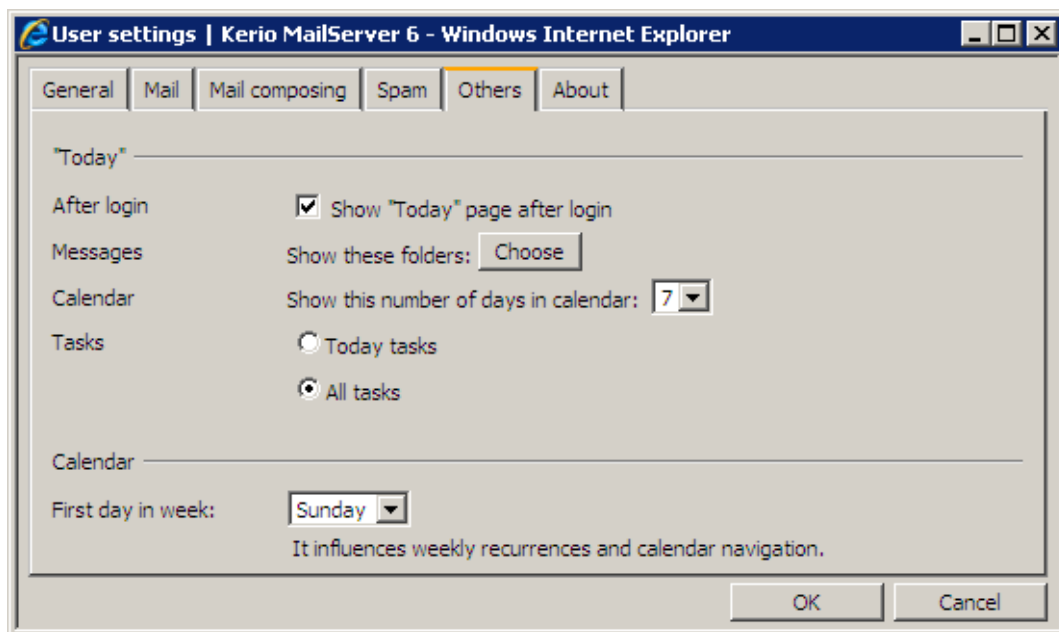 User settings | Kerio MailServer 6 - Windows Internet Explorer
General Mail Mail composing Spam Others About
"Today"
After login Show "Today" page after login
Messages Show these folders: Choose
Calendar Show this number of days in calendar: 7
Tasks Today tasks
All tasks
Calendar
First day in week: Sunday
It influences weekly recurrences and calendar navigation.
OK Cancel